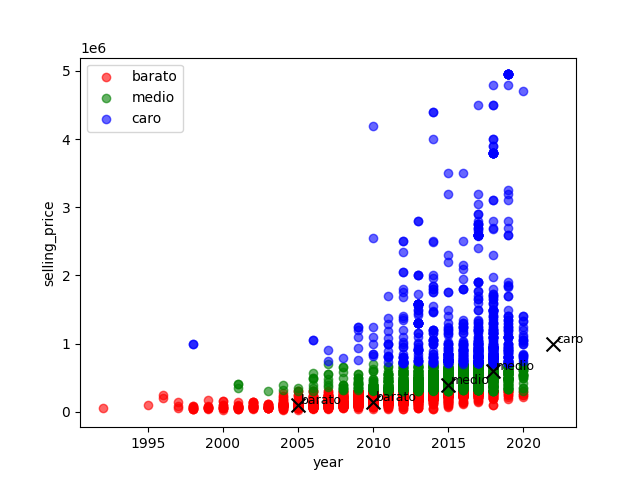 1e6
barato
medio
caro
5
4
3
2
1
0
selling_price
caro
medio
medio
barato
barato
1995 2000 2005 2010 2015 2020
year